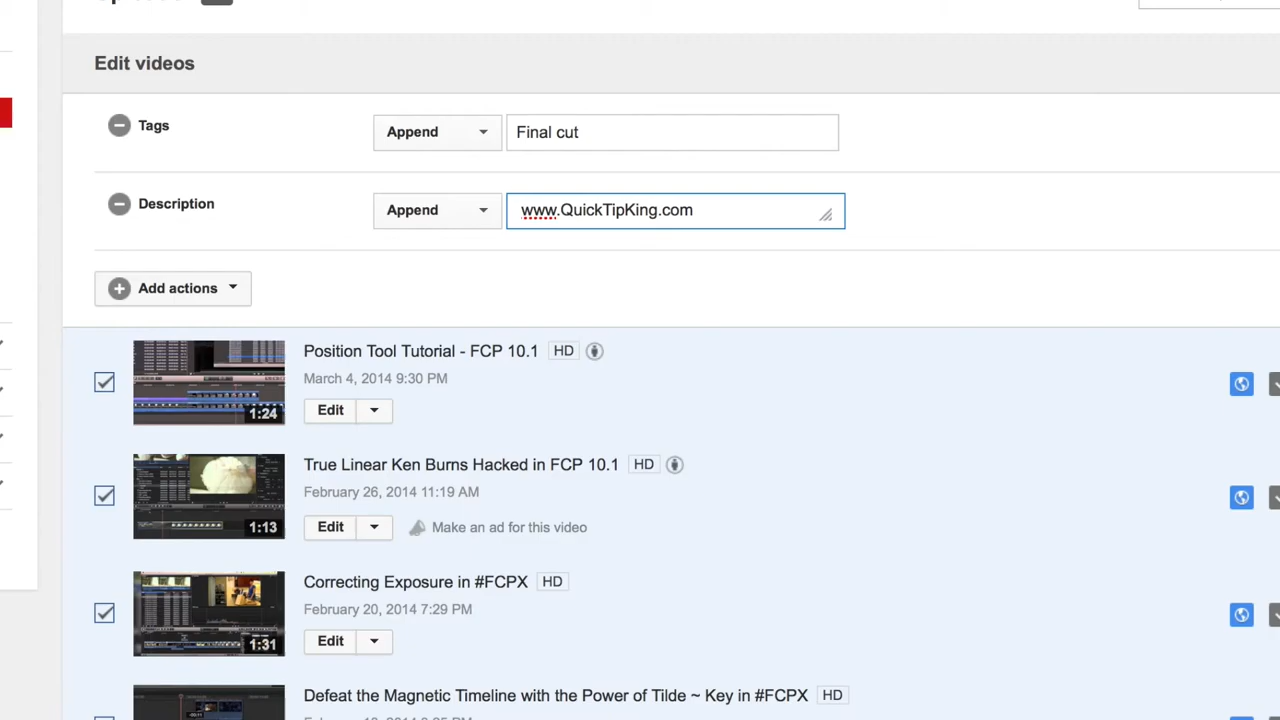 Edit videos
Tags
Append
Final cut
Description
Append
www.QuickTipKing.com
Add actions
Position Tool Tutorial - FCP 10.1 HD
March 4, 2014 9:30 PM
1:24
Edit
True Linear Ken Burns Hacked in FCP 10.1 HD
February 26, 2014 11:19 AM
1:13
Edit
Make an ad for this video
Correcting Exposure in #FCPX HD
February 20, 2014 7:29 PM
1:31
Edit
Defeat the Magnetic Timeline with the Power of Tilde ~ Key in #FCPX HD